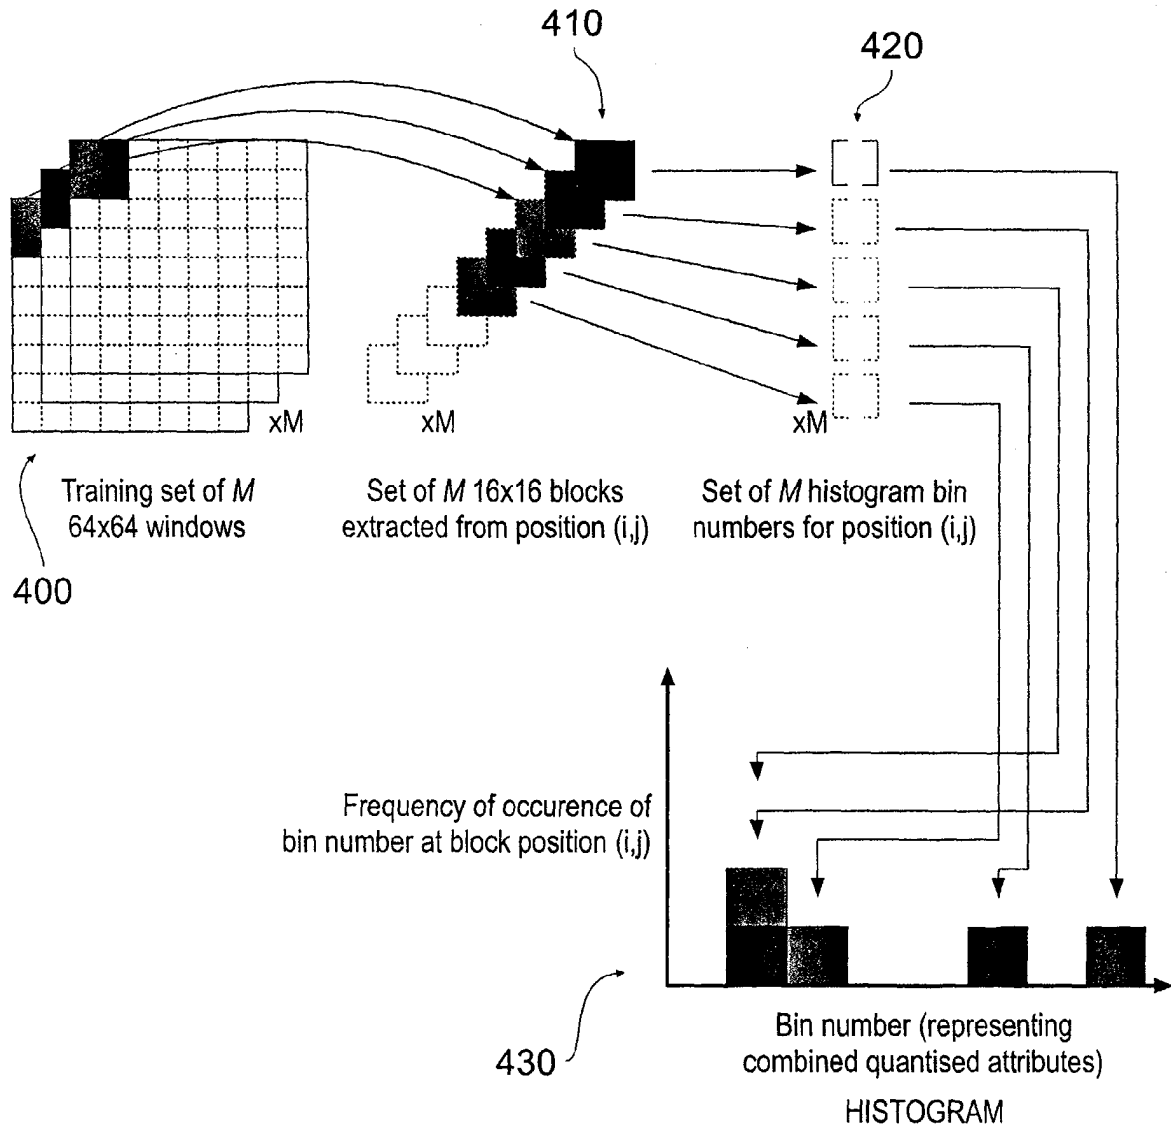 410
420
xM
xM
xM
Training set of M
64x64 windows
Set of M 16x16 blocks
extracted from position (i,j)
Set of M histogram bin
numbers for position (i,j)
400
Frequency of occurence of
bin number at block position (i,j)
430
Bin number (representing
combined quantised attributes)
HISTOGRAM